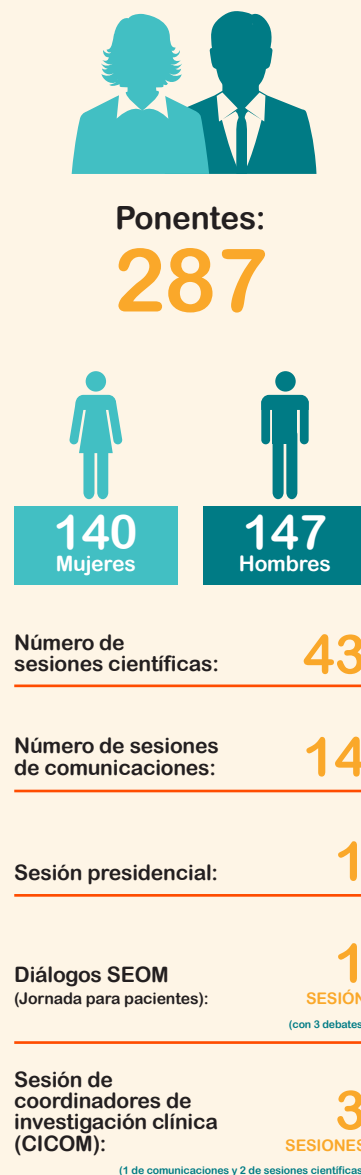 Ponentes:
287
140
Mujeres
147
Hombres
Número de
sesiones científicas:
43
Número de sesiones
de comunicaciones:
14
Sesión presidencial:
1
Diálogos SEOM
(Jornada para pacientes):
1
SESIÓN
(con 3 debates
Sesión de
coordinadores de
investigación clínica
(CICOM):
3
SESIONES
(1 de comunicaciones y 2 de sesiones científicas